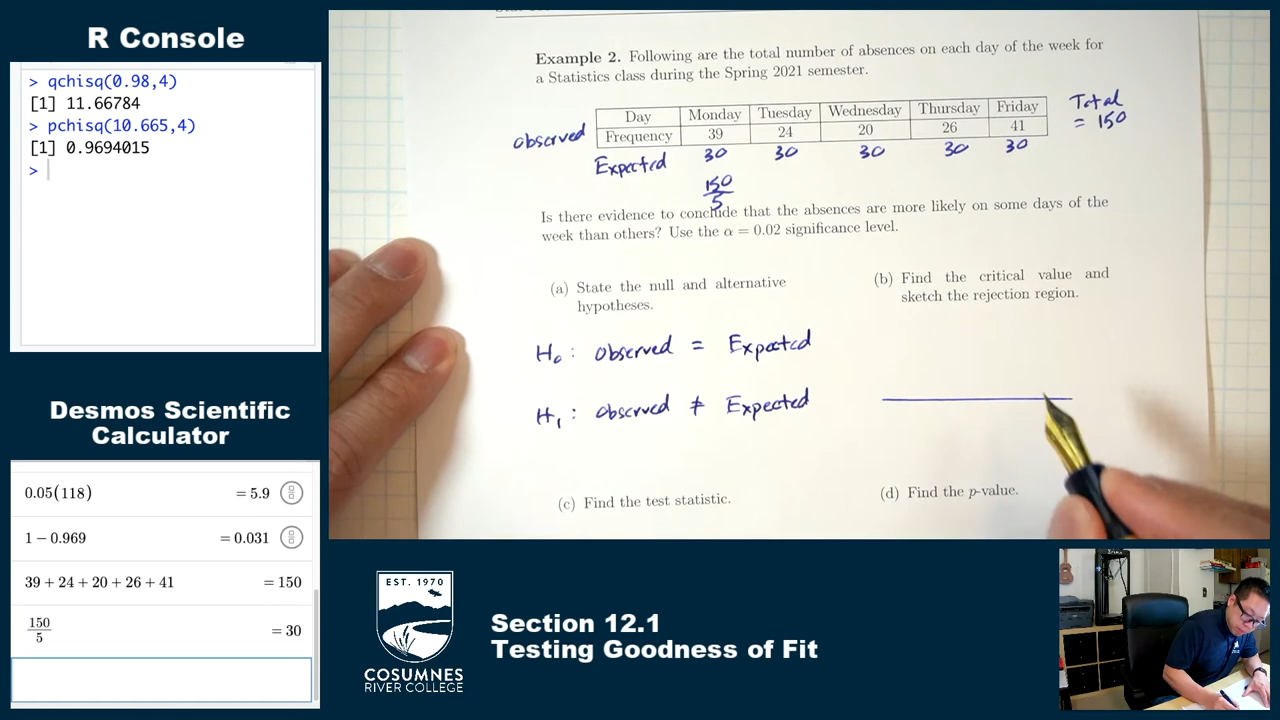 R Console
> qchisq(0.98,4)
[1] 11.66784
> pchisq(10.665,4)
[1] 0.9694015
>
Desmos Scientific
Calculator
0.05(118) = 5.9
1 − 0.969 = 0.031
39 + 24 + 20 + 26 + 41 = 150
150/5 = 30
Example 2. Following are the total number of absences on each day of the week for
a Statistics class during the Spring 2021 semester.
Day Monday Tuesday Wednesday Thursday Friday
Total
= 150
observed Frequency 39 24 20 26 41
Expected 30 30 30 30 30
150
5
Is there evidence to conclude that the absences are more likely on some days of the
week than others? Use the α = 0.02 significance level.
(a) State the null and alternative
hypotheses.
(b) Find the critical value and
sketch the rejection region.
H₀ : observed = Expected
H₁ : observed ≠ Expected
(c) Find the test statistic.
(d) Find the p-value.
EST. 1970
COSUMNES
RIVER COLLEGE
Section 12.1
Testing Goodness of Fit